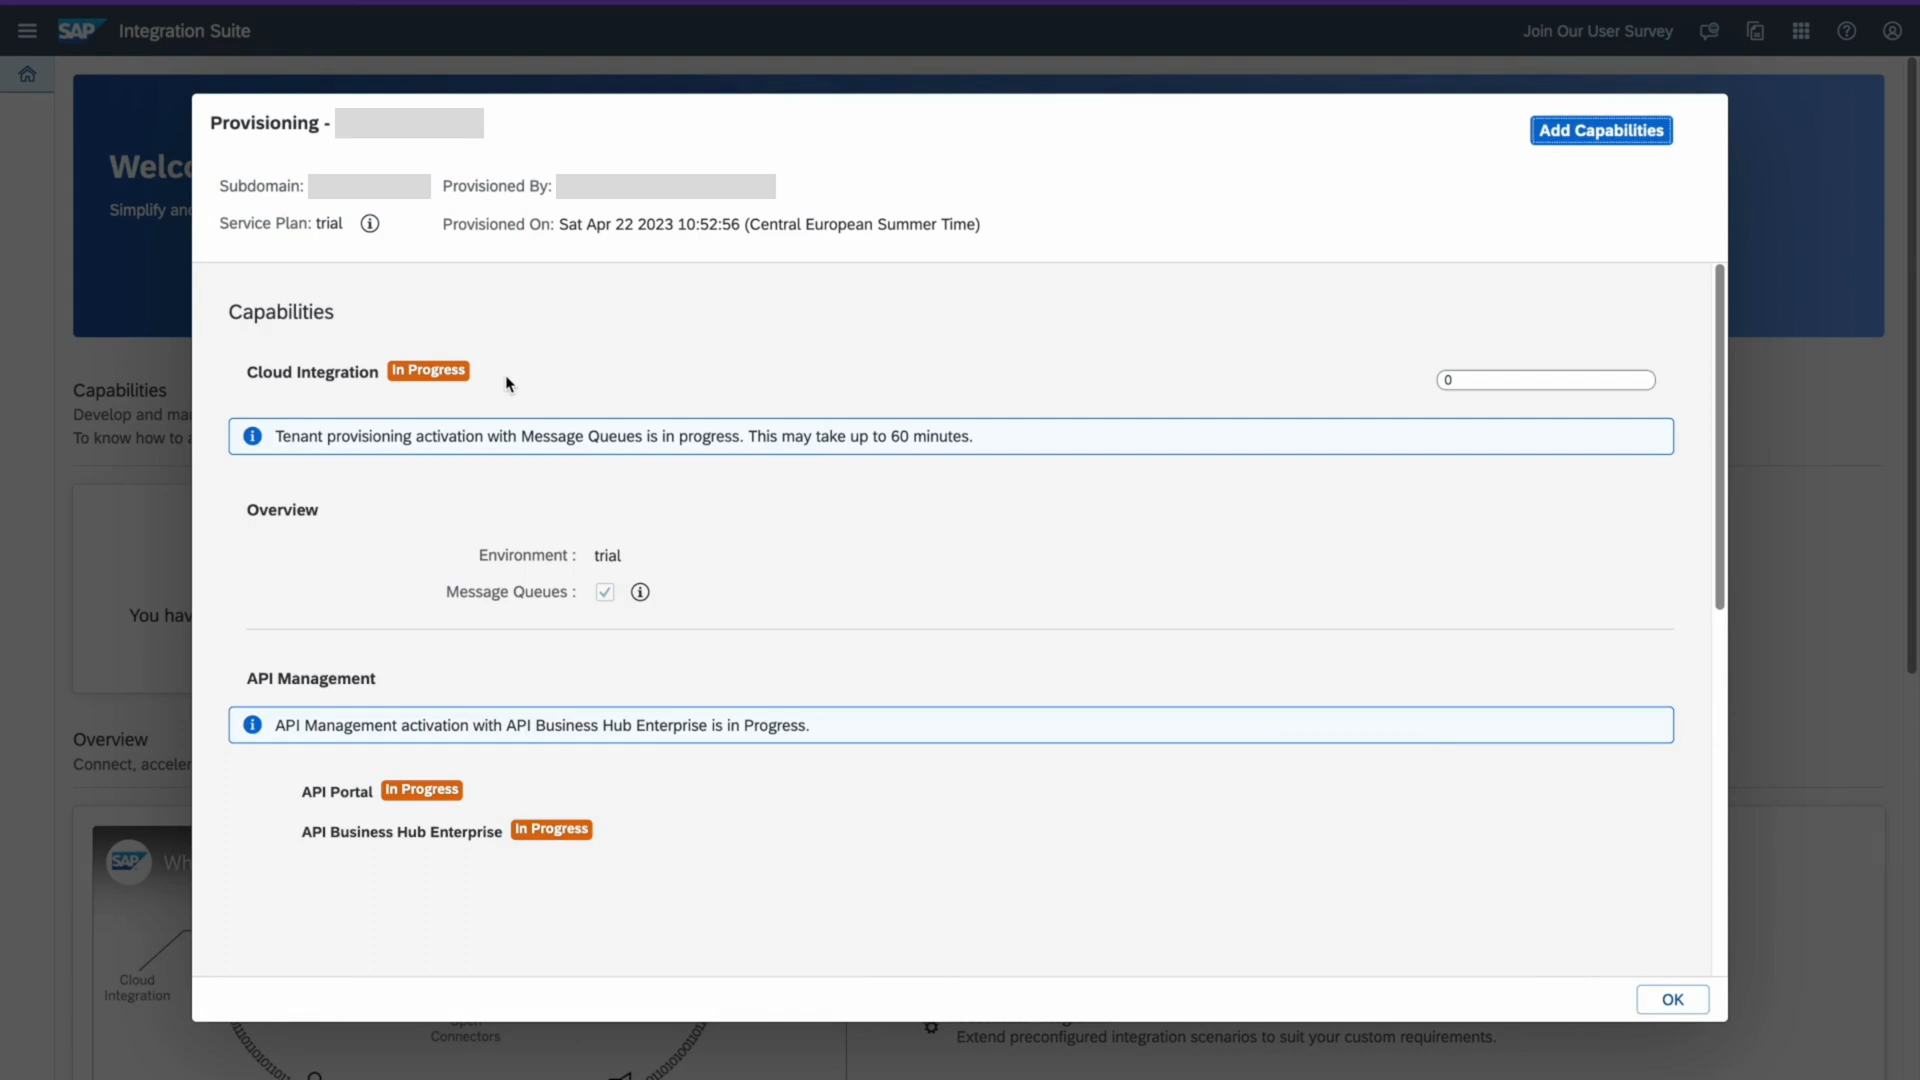 SAP Integration Suite
Join Our User Survey
Welc
Simplify and
Provisioning -
Add Capabilities
Subdomain:
Provisioned By:
Service Plan: trial
Provisioned On: Sat Apr 22 2023 10:52:56 (Central European Summer Time)
Capabilities
Cloud Integration In Progress
0
Tenant provisioning activation with Message Queues is in progress. This may take up to 60 minutes.
Overview
Environment : trial
Message Queues :
API Management
API Management activation with API Business Hub Enterprise is in Progress.
API Portal In Progress
API Business Hub Enterprise In Progress
OK
Capabilities
Develop and ma
To know how to a
You hav
Overview
Connect, acceler
SAP Wh
Cloud
Integration
Open
Connectors
Extend preconfigured integration scenarios to suit your custom requirements.